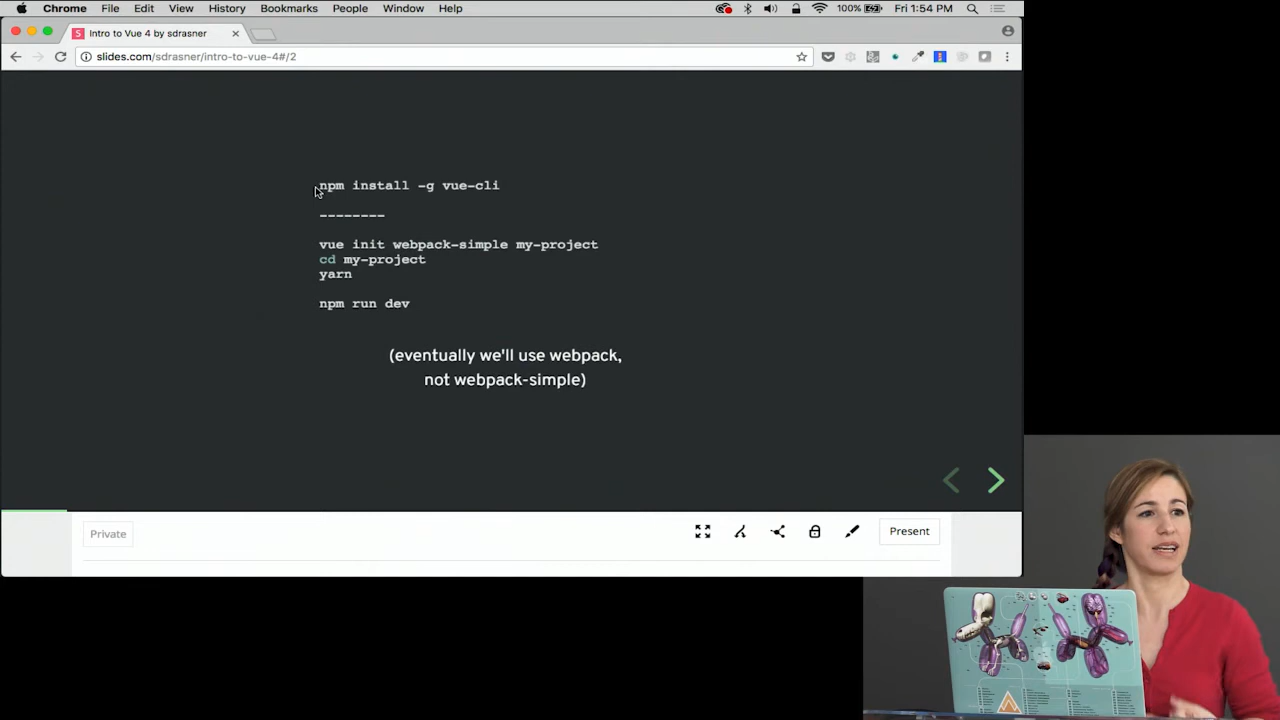 Chrome File Edit View History Bookmarks People Window Help 100% Fri 1:54 PM
Intro to Vue 4 by sdrasner
slides.com/sdrasner/intro-to-vue-4#/2
npm install -g vue-cli
--------
vue init webpack-simple my-project
cd my-project
yarn
npm run dev
(eventually we'll use webpack,
not webpack-simple)
Private Present